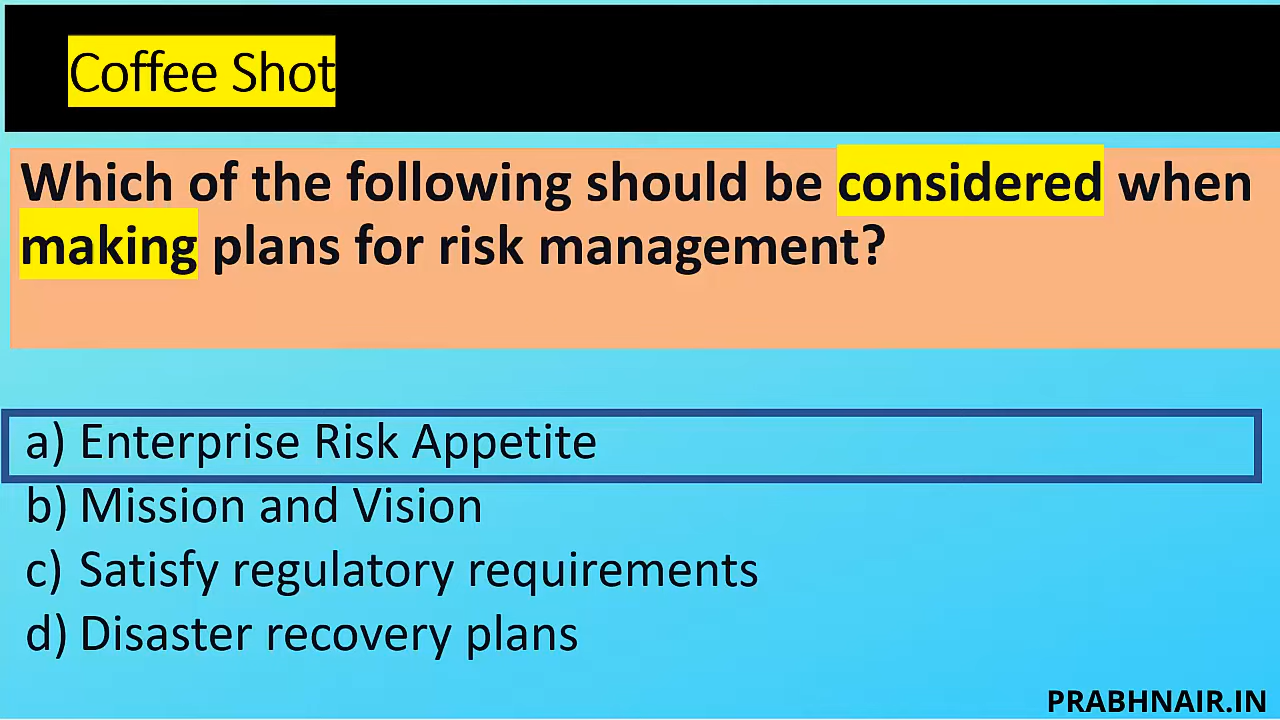 Coffee Shot
Which of the following should be considered when
making plans for risk management?
a) Enterprise Risk Appetite
b) Mission and Vision
c) Satisfy regulatory requirements
d) Disaster recovery plans
PRABHNAIR.IN